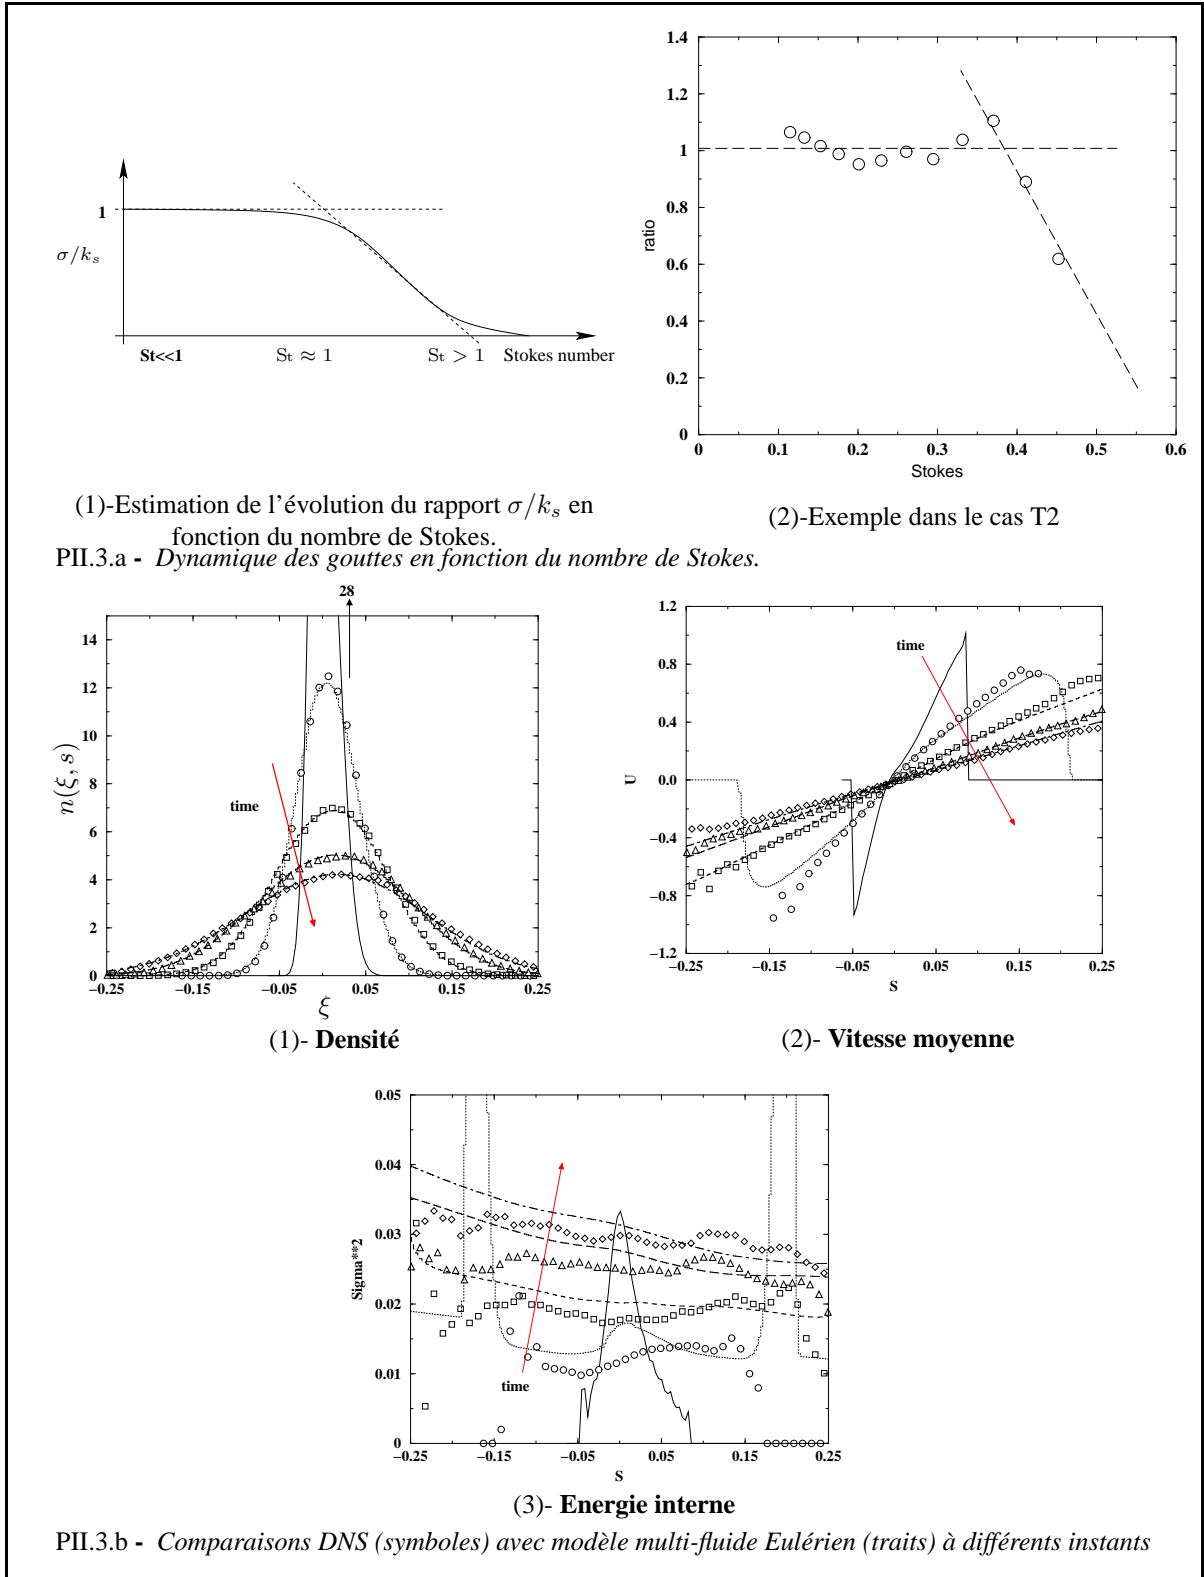 1
σ/k_s
St<<1
St ≈ 1
St > 1
Stokes number
(1)-Estimation de l'évolution du rapport σ/k_s en
fonction du nombre de Stokes.
1.4
1.2
1
0.8
0.6
0.4
0.2
0
ratio
0
0.1
0.2
0.3
0.4
0.5
0.6
Stokes
(2)-Exemple dans le cas T2
PII.3.a - Dynamique des gouttes en fonction du nombre de Stokes.
28
14
12
10
8
6
4
2
0
n(ξ, s)
time
−0.25
−0.15
−0.05
0.05
0.15
0.25
ξ
(1)- Densité
1.2
0.8
0.4
0.0
−0.4
−0.8
−1.2
U
time
−0.25
−0.15
−0.05
0.05
0.15
0.25
S
(2)- Vitesse moyenne
0.05
0.04
0.03
0.02
0.01
0
Sigma**2
time
−0.25
−0.15
−0.05
0.05
0.15
0.25
S
(3)- Energie interne
PII.3.b - Comparaisons DNS (symboles) avec modèle multi-fluide Eulérien (traits) à différents instants